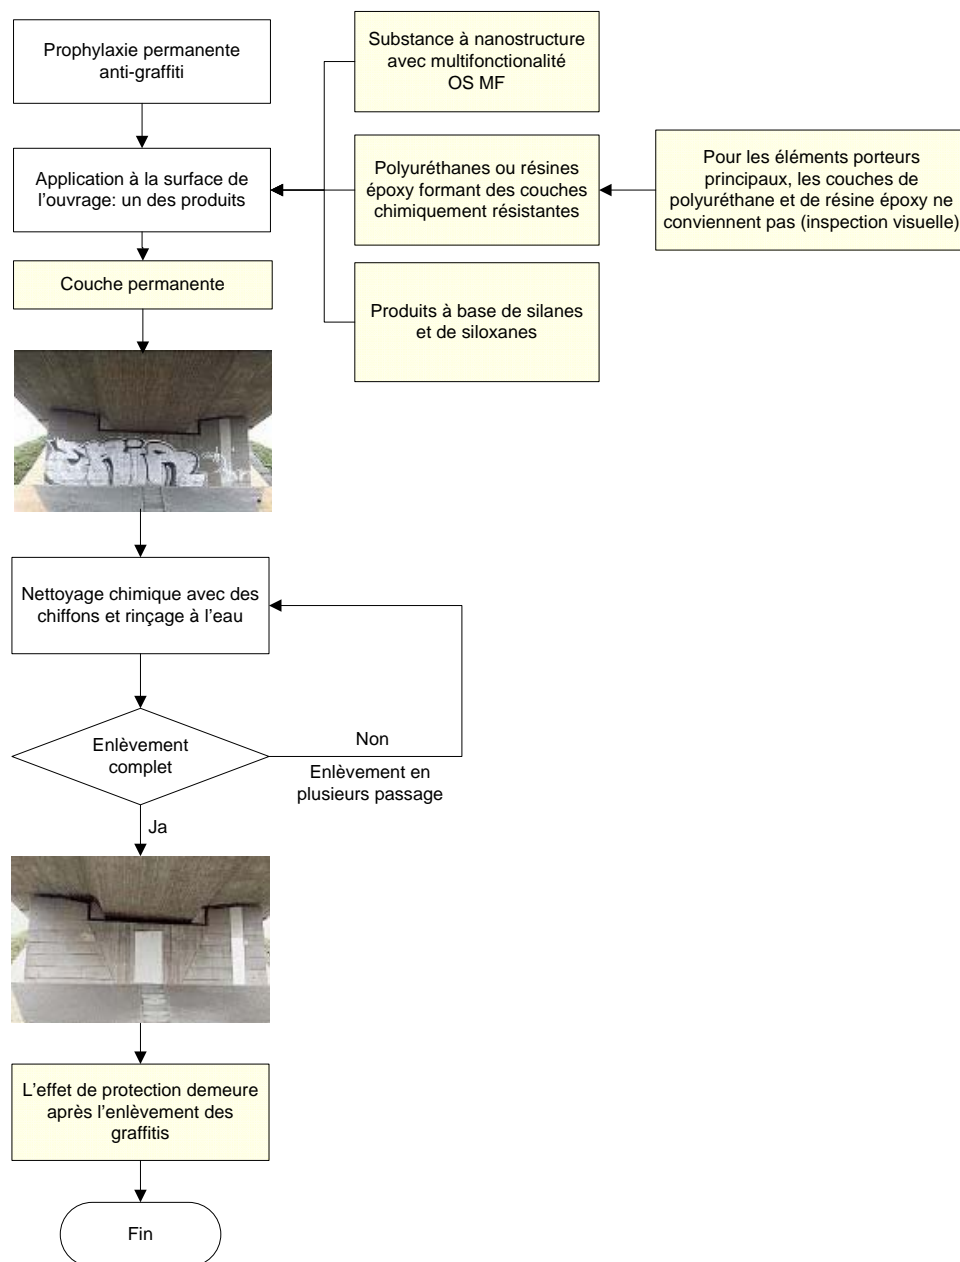 Prophylaxie permanente
anti-graffiti
Substance à nanostructure
avec multifonctionalité
OS MF
Application à la surface de
l’ouvrage: un des produits
Polyuréthanes ou résines
époxy formant des couches
chimiquement résistantes
Pour les éléments porteurs
principaux, les couches de
polyuréthane et de résine époxy ne
conviennent pas (inspection visuelle)
Couche permanente
Produits à base de silanes
et de siloxanes
Nettoyage chimique avec des
chiffons et rinçage à l’eau
Enlèvement
complet
Non
Enlèvement en
plusieurs passage
Ja
L’effet de protection demeure
après l’enlèvement des
graffitis
Fin